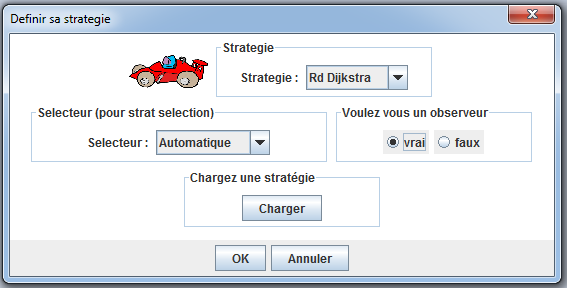 Definir sa strategie
Strategie
Strategie : Rd Dijkstra
Selecteur (pour strat selection)
Selecteur : Automatique
Voulez vous un observeur
vrai faux
Chargez une stratégie
Charger
OK Annuler